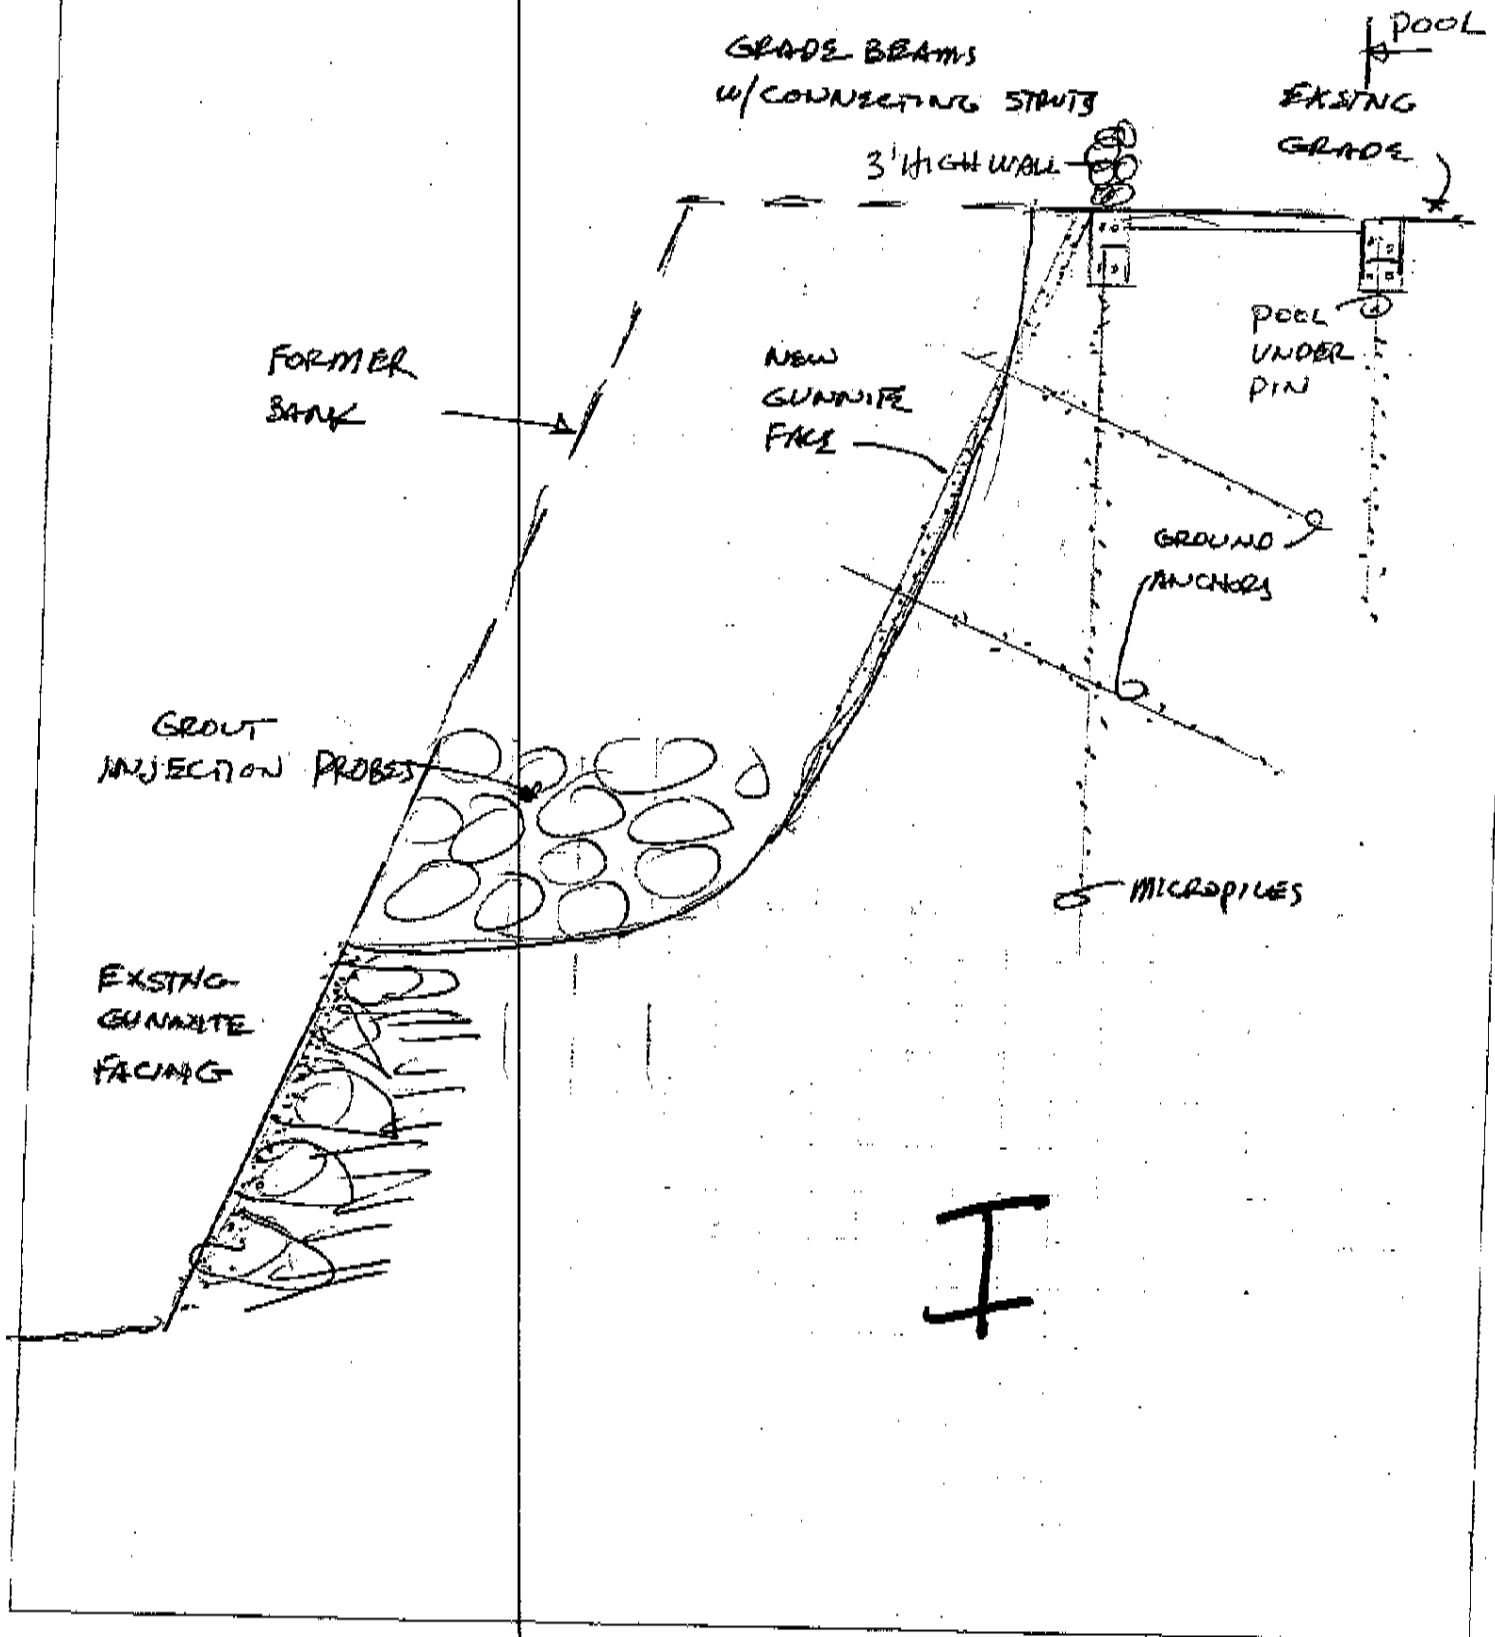 POOL
GRADE BEAMS
W/CONNECTING STRUTS
EXSTNG
GRADE
3' HIGH WALL
FORMER
BANK
NEW
GUNNITE
FACE
POOL
UNDER
PIN
GROUND
ANCHORS
GROUT
INJECTION PROBES
MICROPILES
EXSTNG
GUNNITE
FACING
I